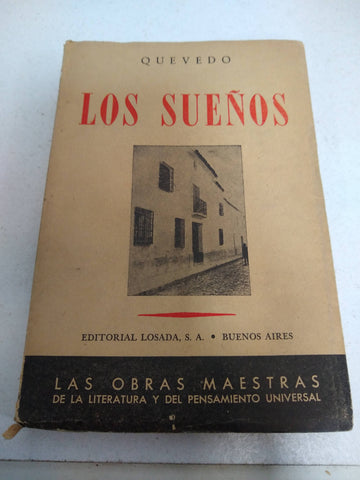 QUEVEDO
LOS SUEÑOS
EDITORIAL LOSADA, S. A. • BUENOS AIRES
LAS OBRAS MAESTRAS
DE LA LITERATURA Y DEL PENSAMIENTO UNIVERSAL